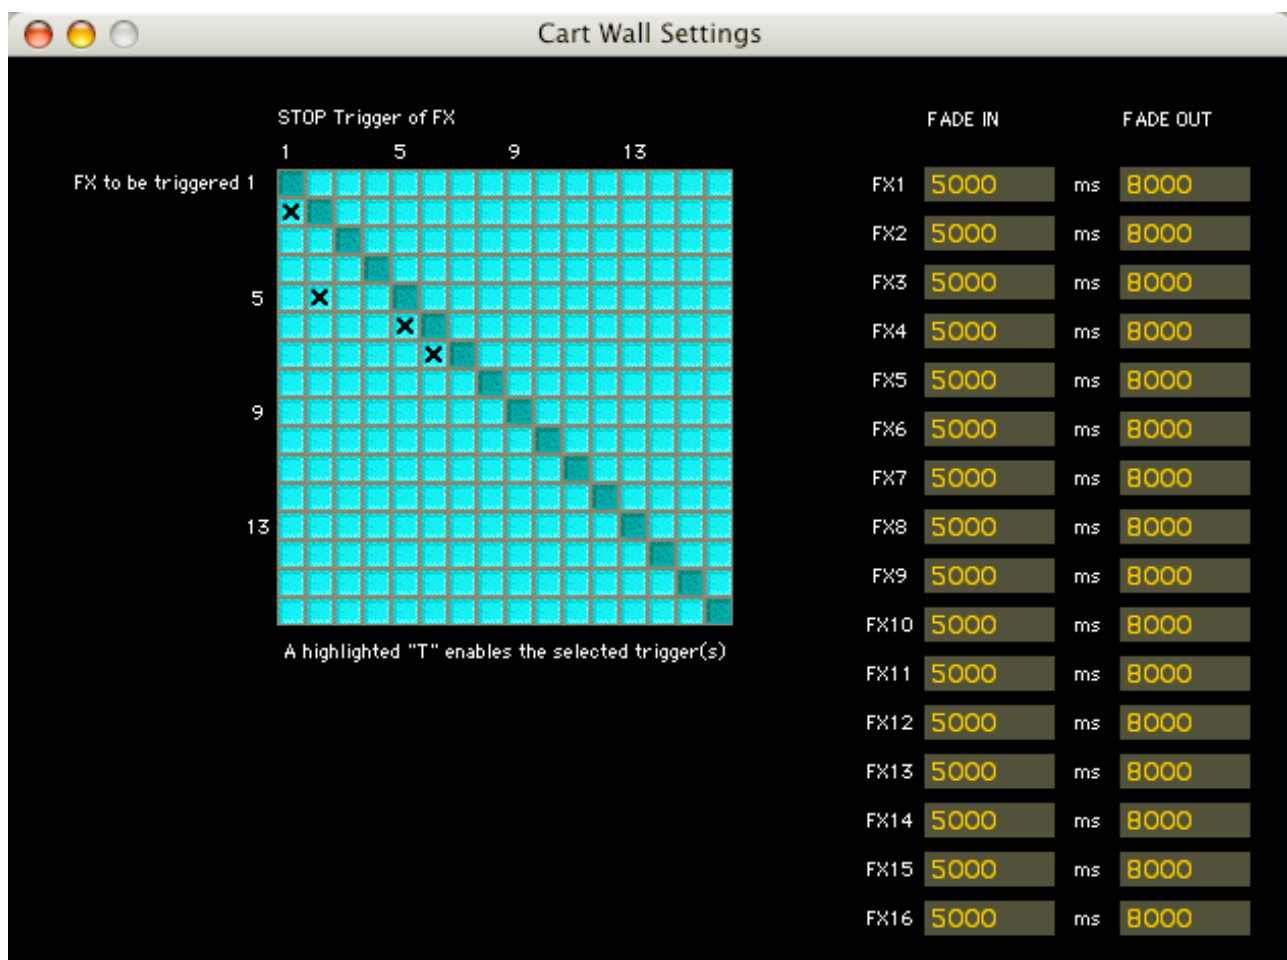 Cart Wall Settings
STOP Trigger of FX
FADE IN FADE OUT
1 5 9 13
FX to be triggered 1
5
9
13
A highlighted "T" enables the selected trigger(s)
FX1 5000 ms 8000
FX2 5000 ms 8000
FX3 5000 ms 8000
FX4 5000 ms 8000
FX5 5000 ms 8000
FX6 5000 ms 8000
FX7 5000 ms 8000
FX8 5000 ms 8000
FX9 5000 ms 8000
FX10 5000 ms 8000
FX11 5000 ms 8000
FX12 5000 ms 8000
FX13 5000 ms 8000
FX14 5000 ms 8000
FX15 5000 ms 8000
FX16 5000 ms 8000